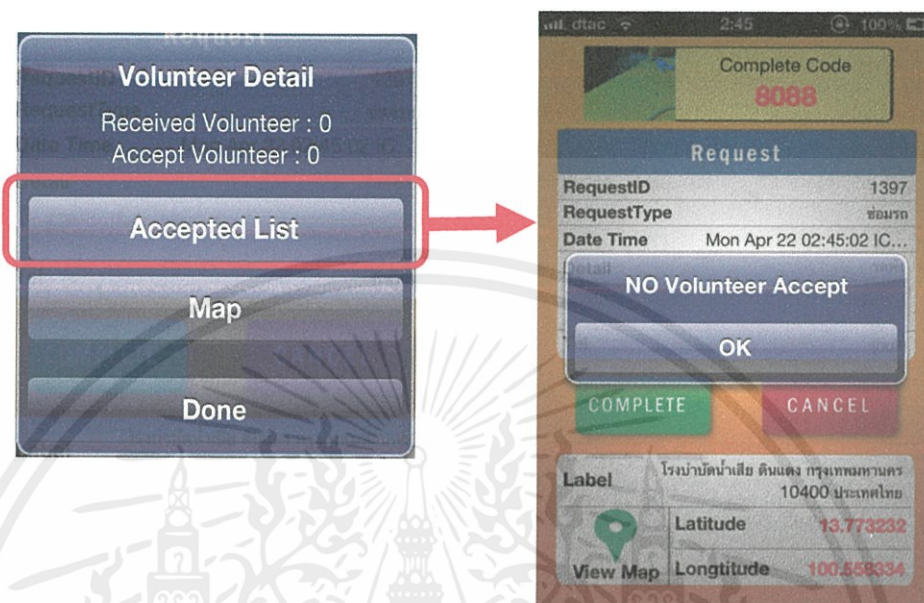 Request
Volunteer Detail
Received Volunteer : 0
Accept Volunteer : 0
Accepted List
Map
Done
dtac 2:45 100%
Complete Code
8088
Request
RequestID 1397
RequestType ซ่อมรถ
Date Time Mon Apr 22 02:45:02 IC...
Detail
NO Volunteer Accept
OK
COMPLETE CANCEL
Label โรงบำบัดน้ำเสีย ดินแดง กรุงเทพมหานคร
10400 ประเทศไทย
Latitude 13.773232
View Map Longtitude 100.558334